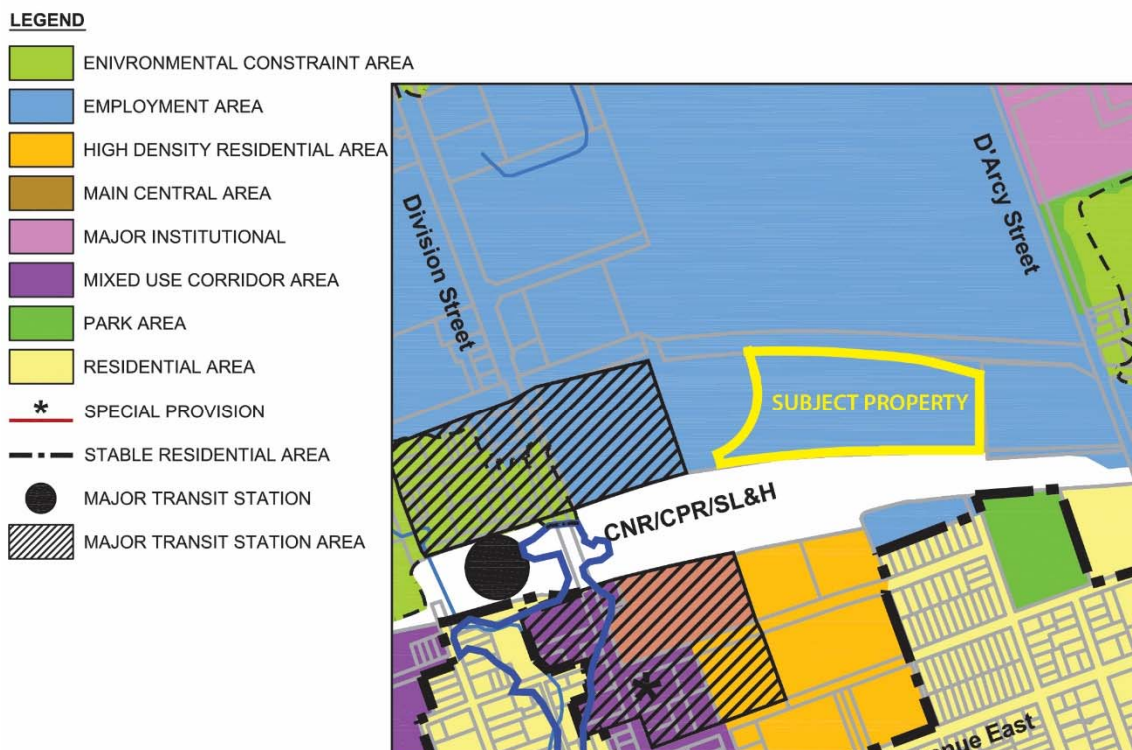 LEGEND
ENIVRONMENTAL CONSTRAINT AREA
EMPLOYMENT AREA
HIGH DENSITY RESIDENTIAL AREA
MAIN CENTRAL AREA
MAJOR INSTITUTIONAL
MIXED USE CORRIDOR AREA
PARK AREA
RESIDENTIAL AREA
* SPECIAL PROVISION
STABLE RESIDENTIAL AREA
MAJOR TRANSIT STATION
MAJOR TRANSIT STATION AREA
Division Street
D'Arcy Street
SUBJECT PROPERTY
CNR/CPR/SL&H
*
nue East